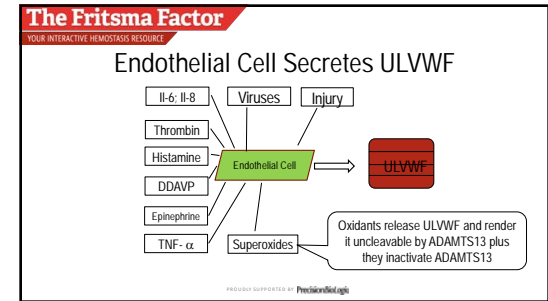 The Fritsma Factor
YOUR INTERACTIVE HEMOSTASIS RESOURCE
Endothelial Cell Secretes ULVWF
Il-6; Il-8
Viruses
Injury
Thrombin
Histamine
Endothelial Cell
ULVWF
DDAVP
Epinephrine
TNF- α
Superoxides
Oxidants release ULVWF and render
it uncleavable by ADAMTS13 plus
they inactivate ADAMTS13
PROUDLY SUPPORTED BY PrecisionBioLogic